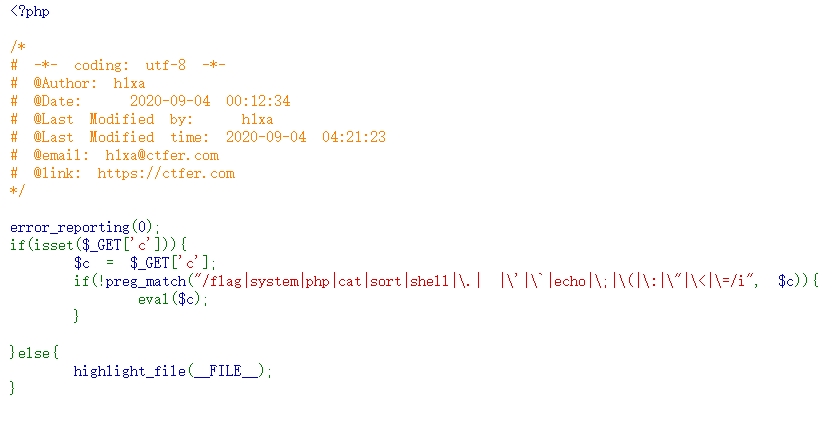 <?php
/*
# -*- coding: utf-8 -*-
# @Author: h1xa
# @Date: 2020-09-04 00:12:34
# @Last Modified by: h1xa
# @Last Modified time: 2020-09-04 04:21:23
# @email: h1xa@ctfer.com
# @link: https://ctfer.com
*/
error_reporting(0);
if(isset($_GET['c'])){
$c = $_GET['c'];
if(!preg_match("/flag|system|php|cat|sort|shell|\.| |\'|\`|echo|\;|\(|\:|\"|\<|\=/i", $c)){
eval($c);
}
}else{
highlight_file(__FILE__);
}